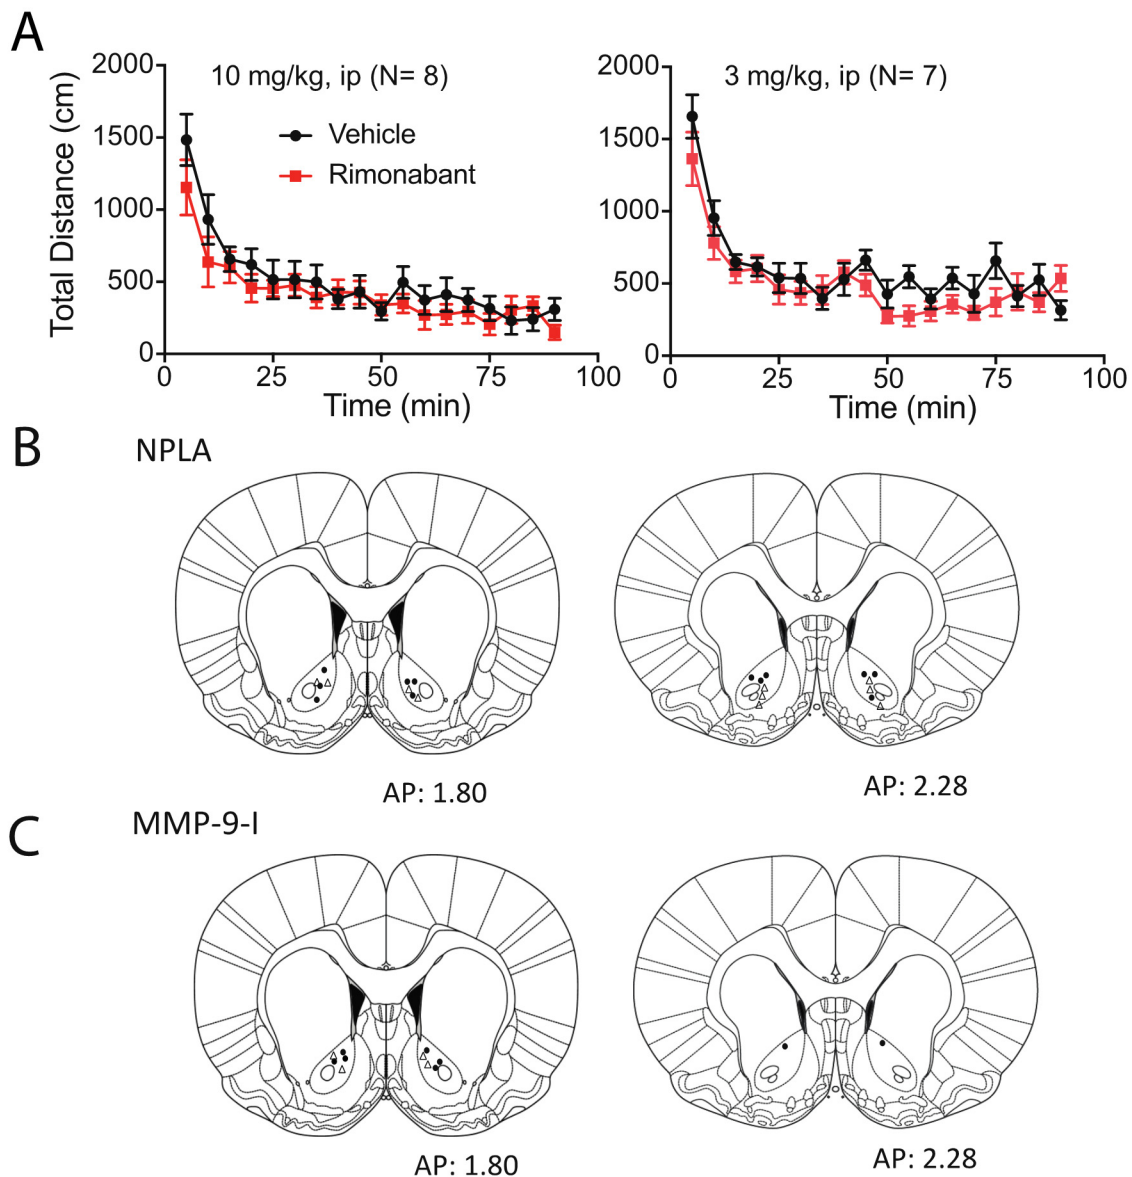 A
10 mg/kg, ip (N= 8)
Vehicle
Rimonabant
Total Distance (cm)
2000
1500
1000
500
0
0 25 50 75 100
Time (min)
3 mg/kg, ip (N= 7)
2000
1500
1000
500
0
0 25 50 75 100
Time (min)
B
NPLA
AP: 1.80
AP: 2.28
C
MMP-9-I
AP: 1.80
AP: 2.28